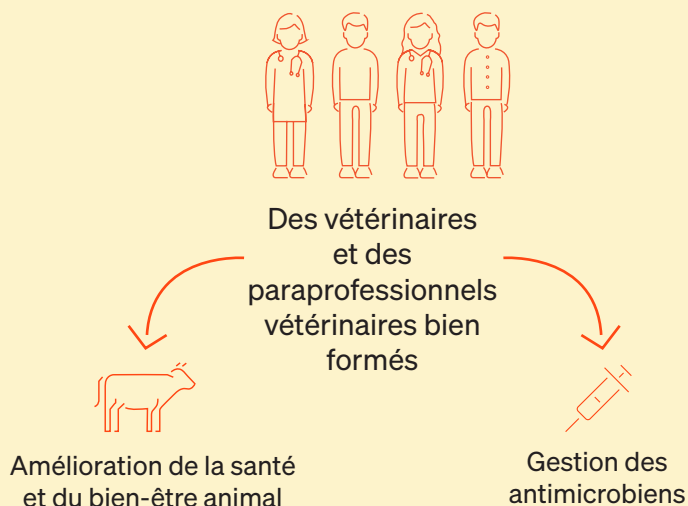 Des vétérinaires
et des
paraprofessionnels
vétérinaires bien
formés
Amélioration de la santé
et du bien-être animal
Gestion des
antimicrobiens